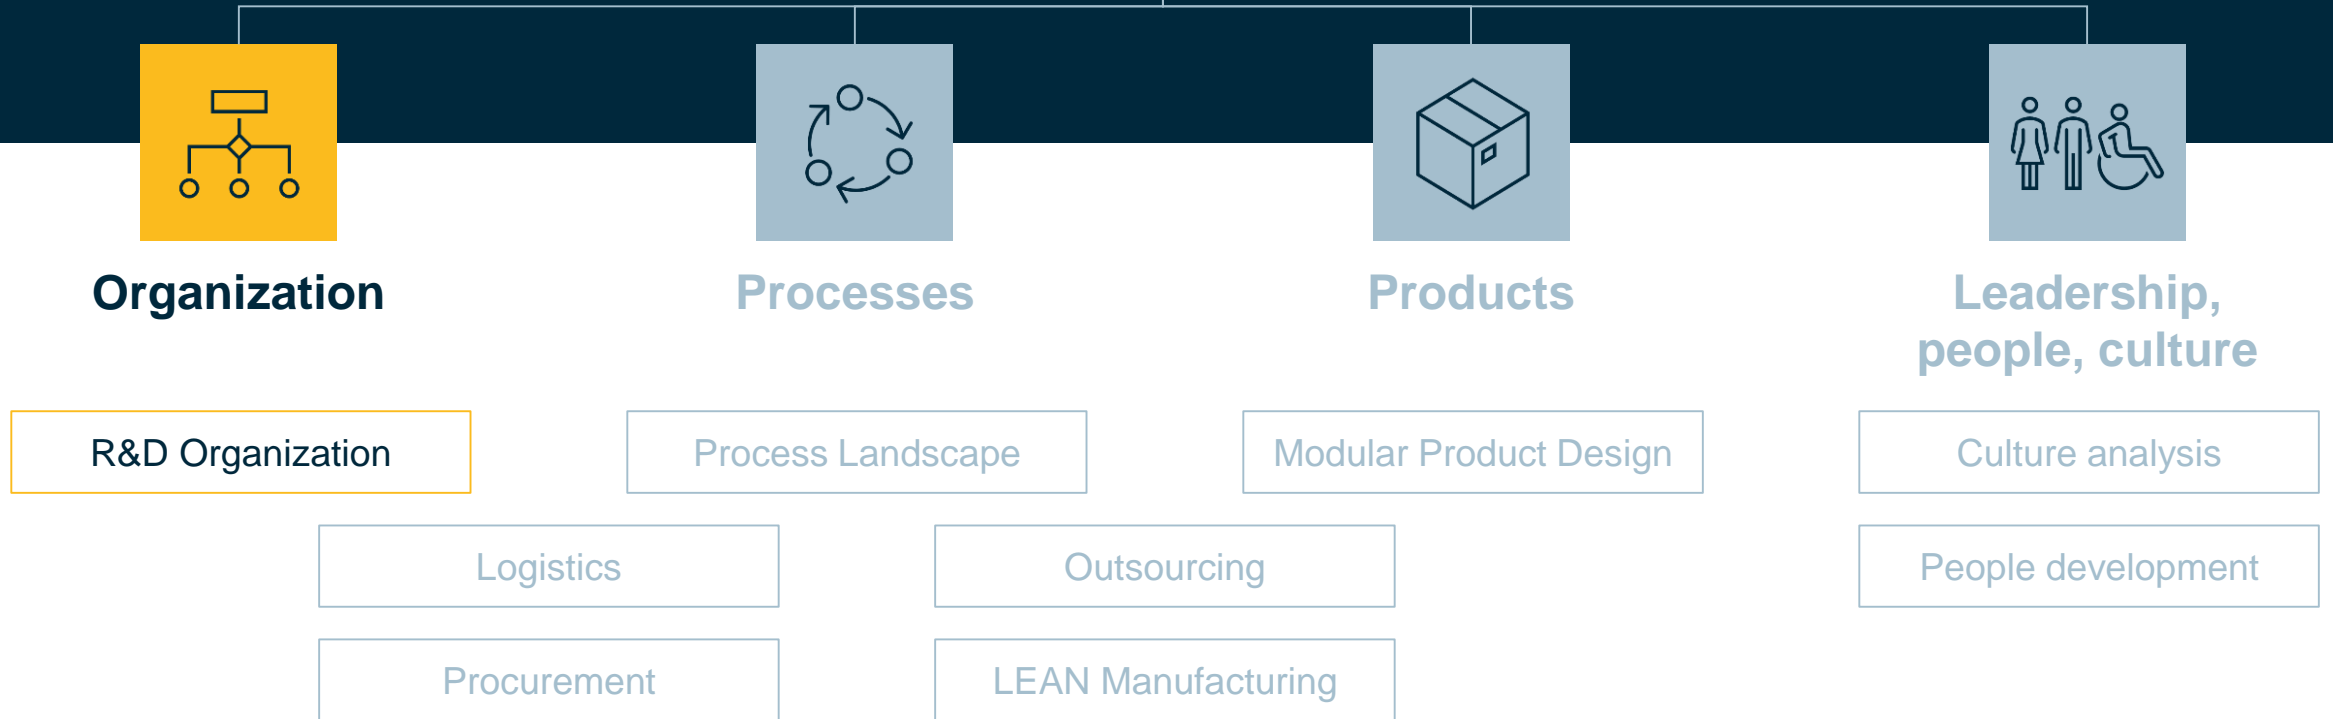 Organization
Processes
Products
Leadership,
people, culture
R&D Organization
Process Landscape
Modular Product Design
Culture analysis
Logistics
Outsourcing
People development
Procurement
LEAN Manufacturing